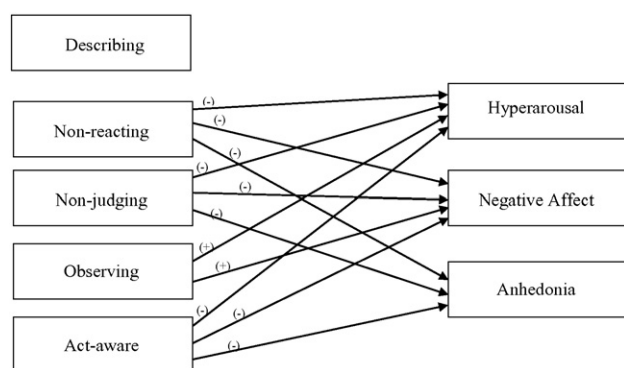 Describing
(-)
Hyperarousal
Non-reacting
(-)
(-)
(-)
Non-judging
(-)
Negative Affect
(-)
(+)
Observing
(+)
Anhedonia
(-)
(-)
Act-aware
(-)